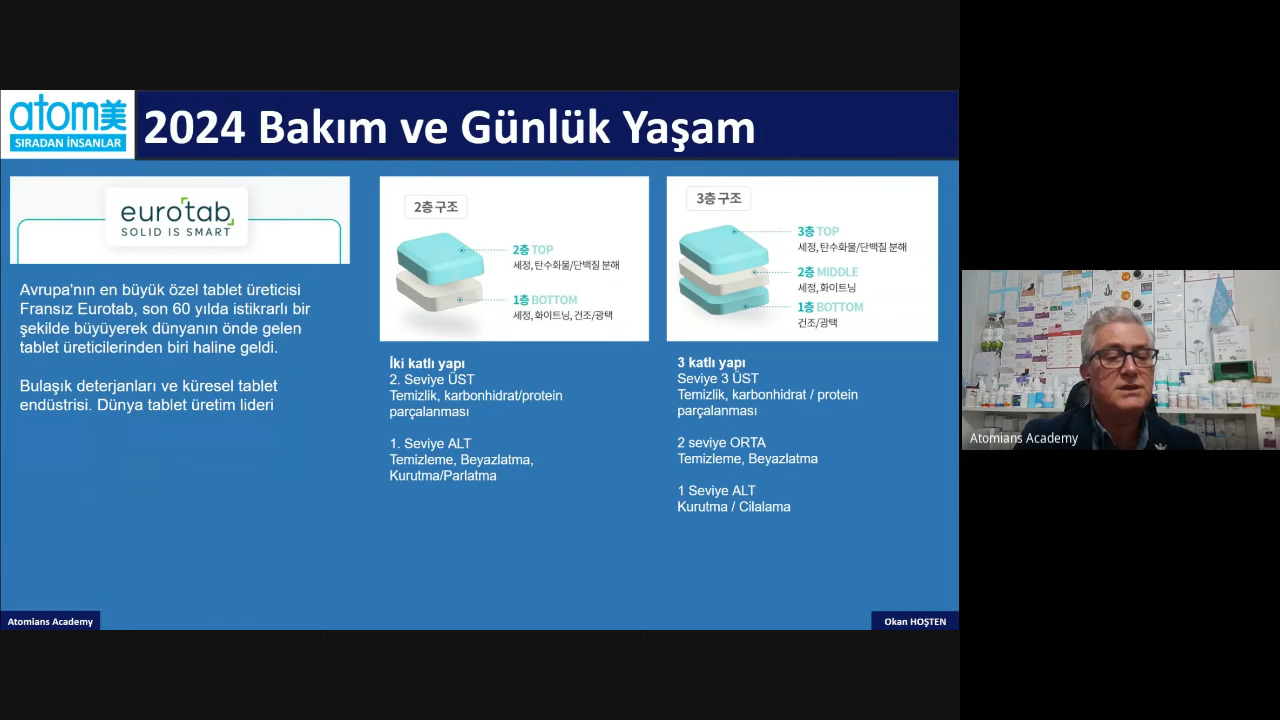 atom美
SIRADAN İNSANLAR
2024 Bakım ve Günlük Yaşam
eurotab
SOLID IS SMART
Avrupa'nın en büyük özel tablet üreticisi
Fransız Eurotab, son 60 yılda istikrarlı bir
şekilde büyüyerek dünyanın önde gelen
tablet üreticilerinden biri haline geldi.
Bulaşık deterjanları ve küresel tablet
endüstrisi. Dünya tablet üretim lideri
2층 구조
2층 TOP
세정, 탄수화물/단백질 분해
1층 BOTTOM
세정, 화이트닝, 건조/광택
İki katlı yapı
2. Seviye ÜST
Temizlik, karbonhidrat/protein
parçalanması
1. Seviye ALT
Temizleme, Beyazlatma,
Kurutma/Parlatma
3층 구조
3층 TOP
세정, 탄수화물/단백질 분해
2층 MIDDLE
세정, 화이트닝
1층 BOTTOM
건조/광택
3 katlı yapı
Seviye 3 ÜST
Temizlik, karbonhidrat / protein
parçalanması
2 seviye ORTA
Temizleme, Beyazlatma
1 Seviye ALT
Kurutma / Cilalama
Atomians Academy
Okan HOŞTEN
Atomians Academy